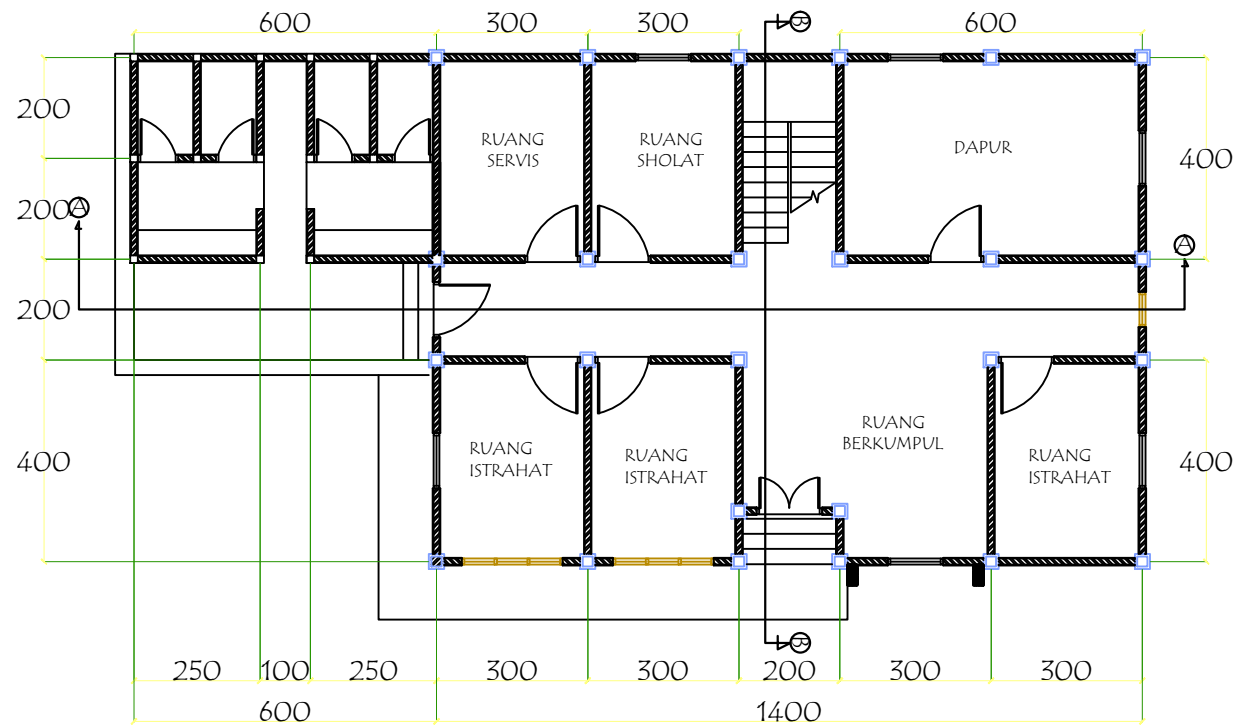 600
300
300
600
B
200
RUANG
SERVIS
RUANG
SHOLAT
DAPUR
400
200
A
A
200
RUANG
ISTRAHAT
RUANG
ISTRAHAT
RUANG
BERKUMPUL
RUANG
ISTRAHAT
400
400
B
250
100
250
300
300
200
300
300
600
1400